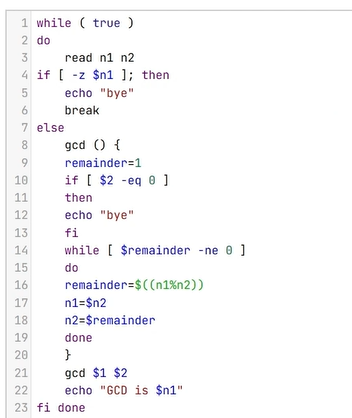 1 while ( true )
2 do
3 read n1 n2
4 if [ -z $n1 ]; then
5 echo "bye"
6 break
7 else
8 gcd () {
9 remainder=1
10 if [ $2 -eq 0 ]
11 then
12 echo "bye"
13 fi
14 while [ $remainder -ne 0 ]
15 do
16 remainder=$((n1%n2))
17 n1=$n2
18 n2=$remainder
19 done
20 }
21 gcd $1 $2
22 echo "GCD is $n1"
23 fi done